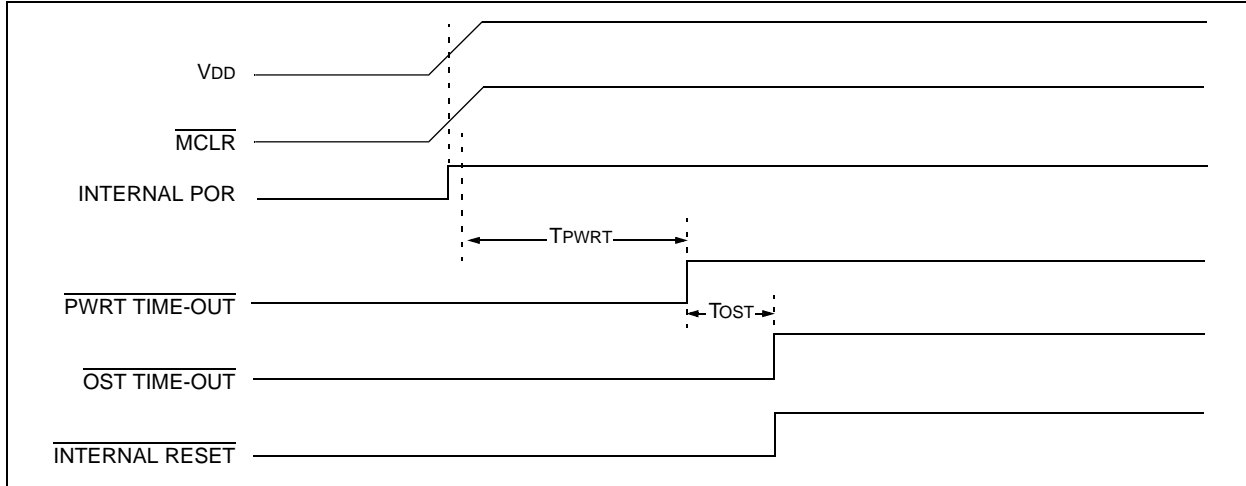 VDD
MCLR
INTERNAL POR
TPWRT
PWRT TIME-OUT
TOST
OST TIME-OUT
INTERNAL RESET